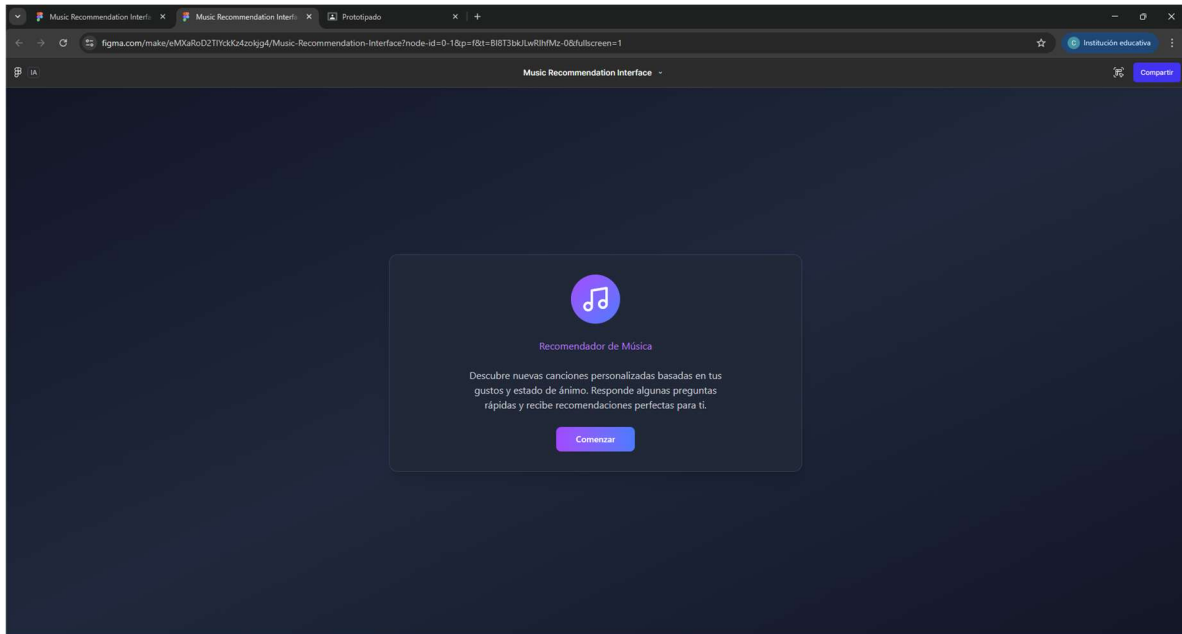 Music Recommendation Interfa
Music Recommendation Interfa
Prototipado
figma.com/make/eMXaRoD2TlYckKz4zokjg4/Music-Recommendation-Interface?node-id=0-1&p=f&t=BI8T3bkJLwRlhfMz-0&fullscreen=1
C Institución educativa
IA
Music Recommendation Interface
Compartir
Recomendador de Música
Descubre nuevas canciones personalizadas basadas en tus
gustos y estado de ánimo. Responde algunas preguntas
rápidas y recibe recomendaciones perfectas para ti.
Comenzar